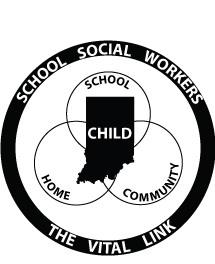 SCHOOL SOCIAL WORKERS
SCHOOL
CHILD
HOME
COMMUNITY
THE VITAL LINK